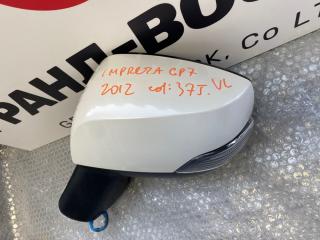 РАНД-ВОС
K, CO LT
IMPREZA GP7
2012 col: 37J. VL